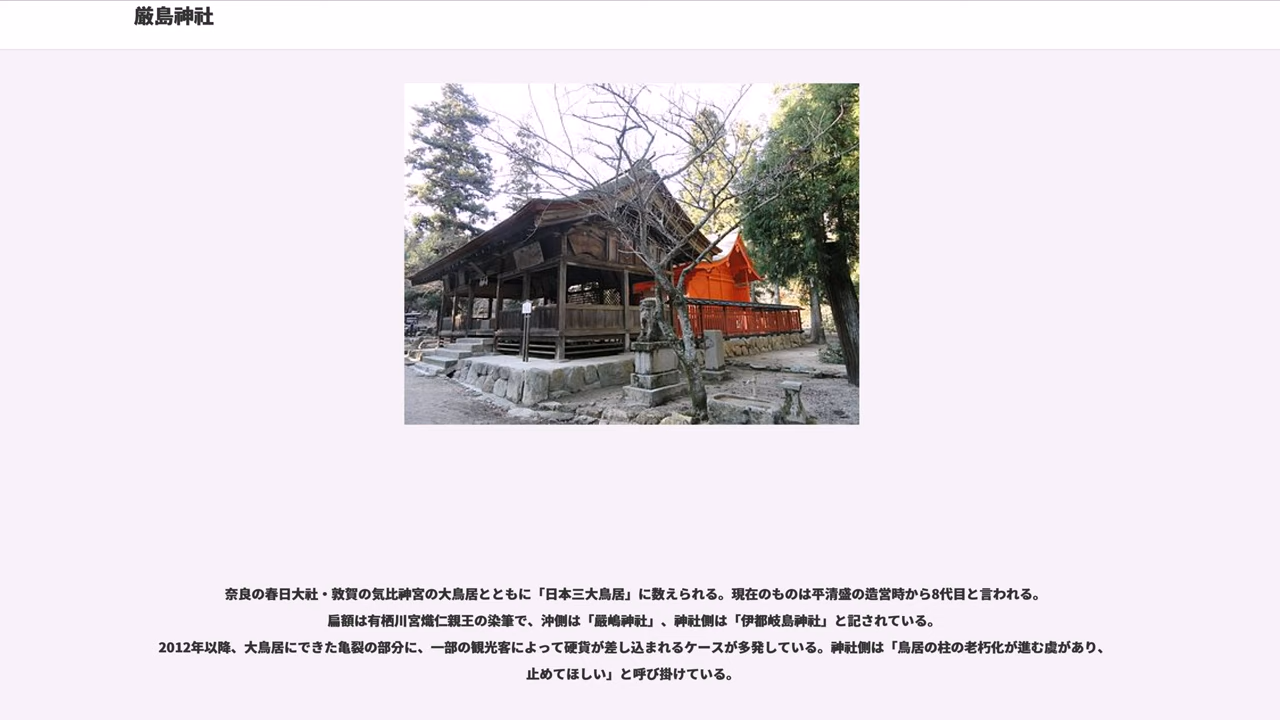 厳島神社
奈良の春日大社・敦賀の気比神宮の大鳥居とともに「日本三大鳥居」に数えられる。現在のものは平清盛の造営時から8代目と言われる。
扁額は有栖川宮熾仁親王の染筆で、沖側は「厳嶋神社」、神社側は「伊都岐島神社」と記されている。
2012年以降、大鳥居にできた亀裂の部分に、一部の観光客によって硬貨が差し込まれるケースが多発している。神社側は「鳥居の柱の老朽化が進む虞があり、
止めてほしい」と呼び掛けている。